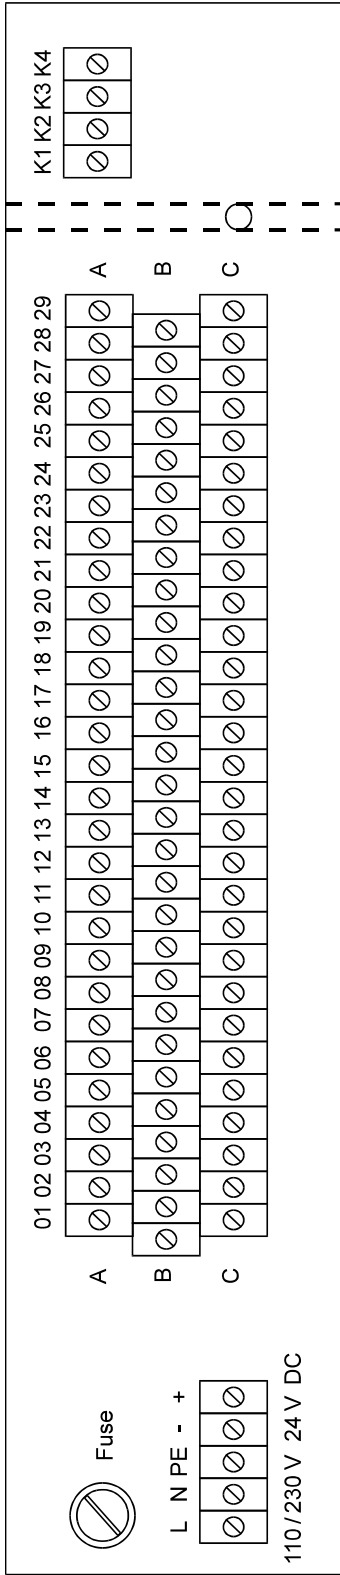 K1 K2 K3 K4
A B C
01 02 03 04 05 06 07 08 09 10 11 12 13 14 15 16 17 18 19 20 21 22 23 24 25 26 27 28 29
A B C
Fuse
L N PE - +
110 / 230 V 24 V DC